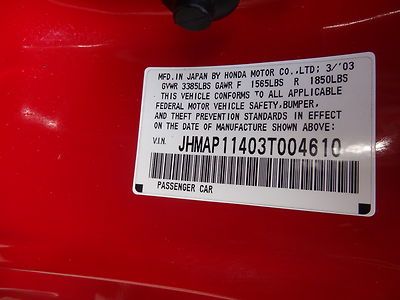 MFD.IN JAPAN BY HONDA MOTOR CO.,LTD; 3/'03
GVWR 3385LBS GAWR F 1565LBS R 1850LBS
THIS VEHICLE CONFORMS TO ALL APPLICABLE
FEDERAL MOTOR VEHICLE SAFETY,BUMPER,
AND THEFT PREVENTION STANDARDS IN EFFECT
ON THE DATE OF MANUFACTURE SHOWN ABOVE:
V.I.N. JHMAP11403T004610
PASSENGER CAR